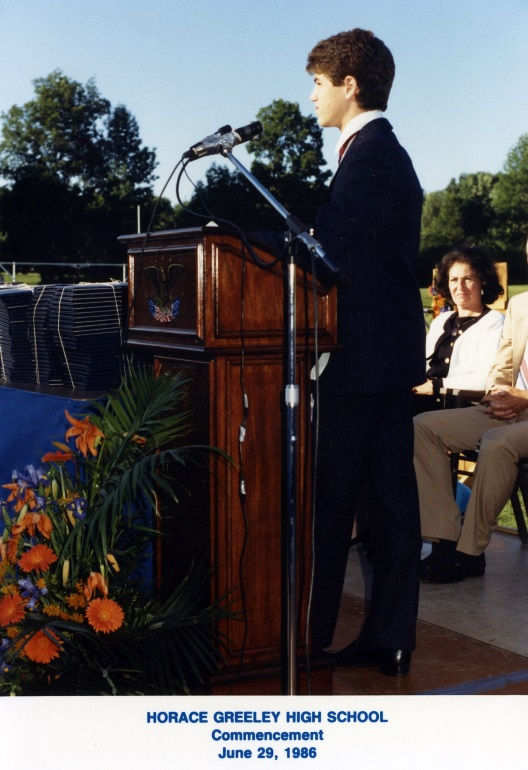 HORACE GREELEY HIGH SCHOOL
Commencement
June 29, 1986